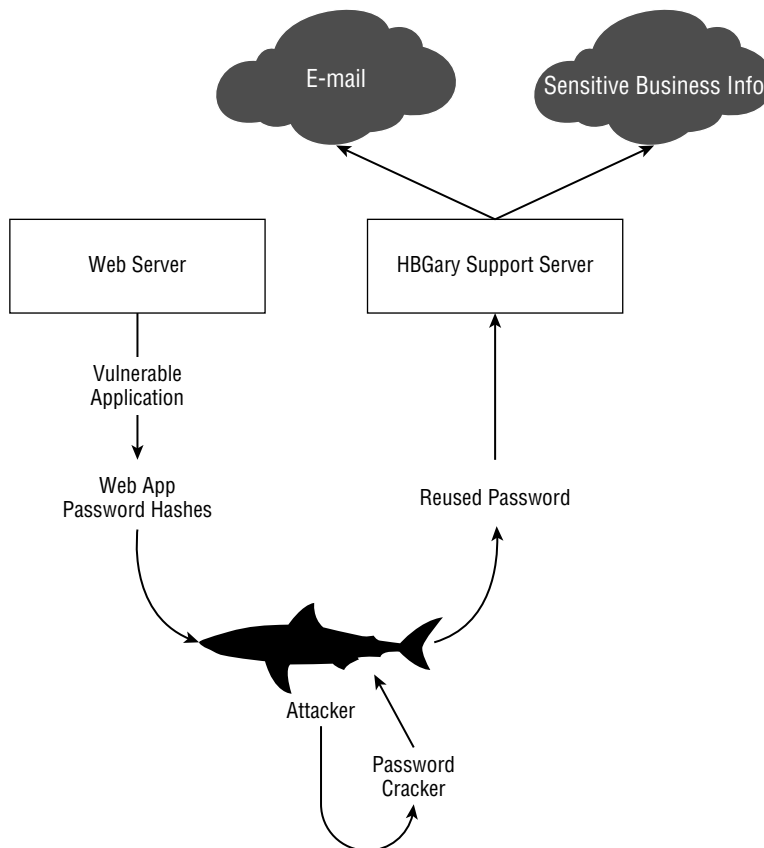 E-mail
Sensitive Business Info
Web Server
HBGary Support Server
Vulnerable
Application
Web App
Password Hashes
Reused Password
Attacker
Password
Cracker